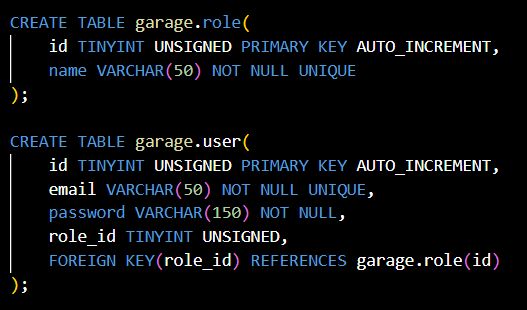 CREATE TABLE garage.role(
    id TINYINT UNSIGNED PRIMARY KEY AUTO_INCREMENT,
    name VARCHAR(50) NOT NULL UNIQUE
);
CREATE TABLE garage.user(
    id TINYINT UNSIGNED PRIMARY KEY AUTO_INCREMENT,
    email VARCHAR(50) NOT NULL UNIQUE,
    password VARCHAR(150) NOT NULL,
    role_id TINYINT UNSIGNED,
    FOREIGN KEY(role_id) REFERENCES garage.role(id)
);